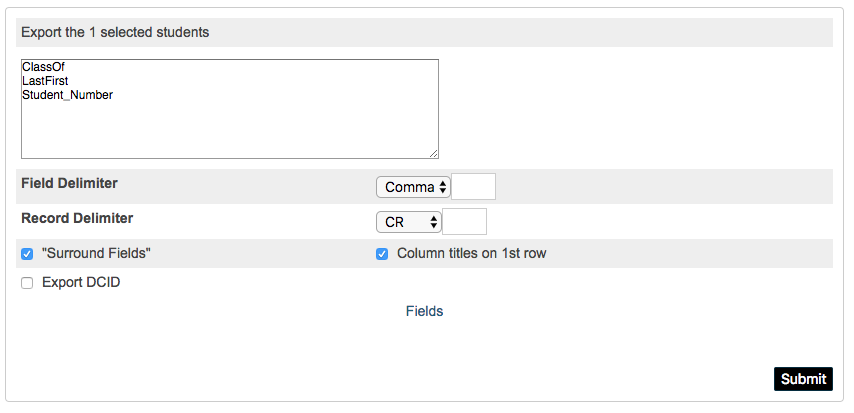 Export the 1 selected students
ClassOf
LastFirst
Student_Number
Field Delimiter Comma
Record Delimiter CR
"Surround Fields" Column titles on 1st row
Export DCID
Fields
Submit